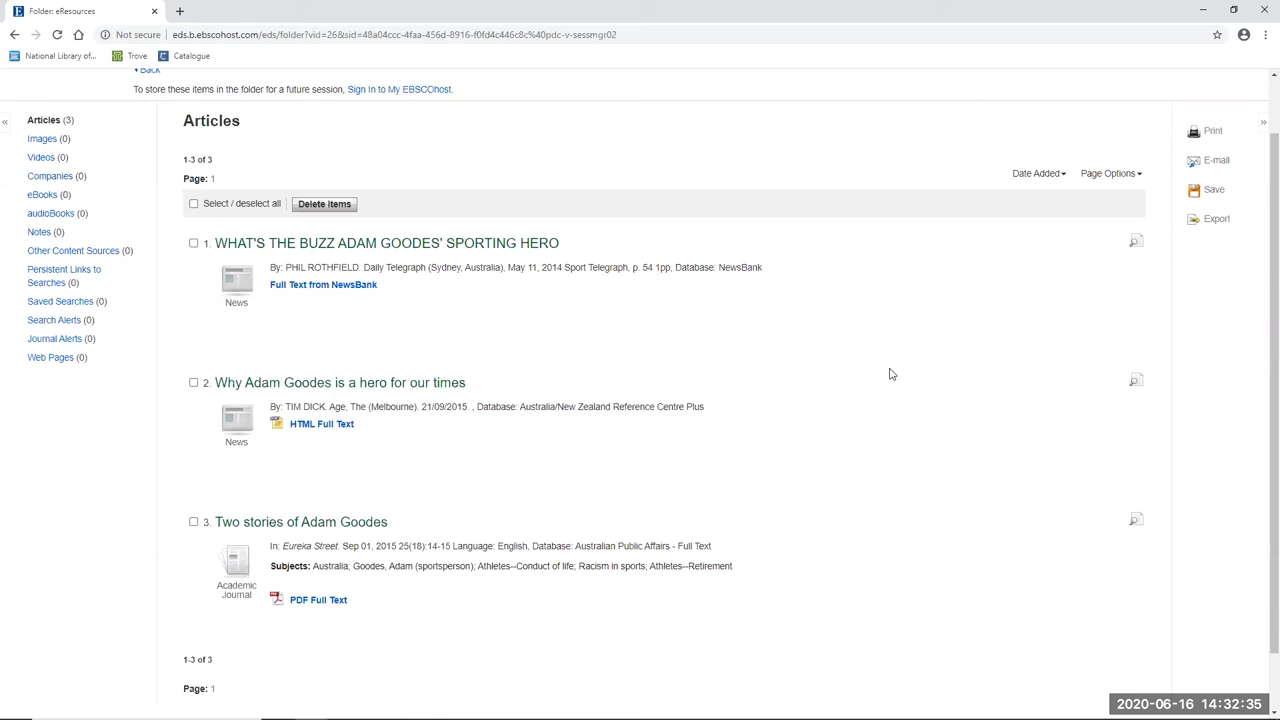 Folder: eResources
Not secure
eds.b.ebscohost.com/eds/folder?vid=26&sid=48a04ccc-4faa-456d-8916-f0fd4c446c8c%40pdc-v-sessmgr02
National Library of...
Trove
Catalogue
Back
To store these items in the folder for a future session, Sign In to My EBSCOhost.
«
Articles (3)
Images (0)
Videos (0)
Companies (0)
eBooks (0)
audioBooks (0)
Notes (0)
Other Content Sources (0)
Persistent Links to
Searches (0)
Saved Searches (0)
Search Alerts (0)
Journal Alerts (0)
Web Pages (0)
Articles
1-3 of 3
Page: 1
Date Added
Page Options
Select / deselect all
Delete Items
1. WHAT'S THE BUZZ ADAM GOODES' SPORTING HERO
By: PHIL ROTHFIELD. Daily Telegraph (Sydney, Australia), May 11, 2014 Sport Telegraph, p. 54 1pp, Database: NewsBank
Full Text from NewsBank
News
2. Why Adam Goodes is a hero for our times
By: TIM DICK. Age, The (Melbourne). 21/09/2015. , Database: Australia/New Zealand Reference Centre Plus
HTML Full Text
News
3. Two stories of Adam Goodes
In: Eureka Street. Sep 01, 2015 25(18):14-15 Language: English, Database: Australian Public Affairs - Full Text
Subjects: Australia; Goodes, Adam (sportsperson); Athletes--Conduct of life; Racism in sports; Athletes--Retirement
Academic
Journal
PDF Full Text
1-3 of 3
Page: 1
»
Print
E-mail
Save
Export
2020-06-16 14:32:35